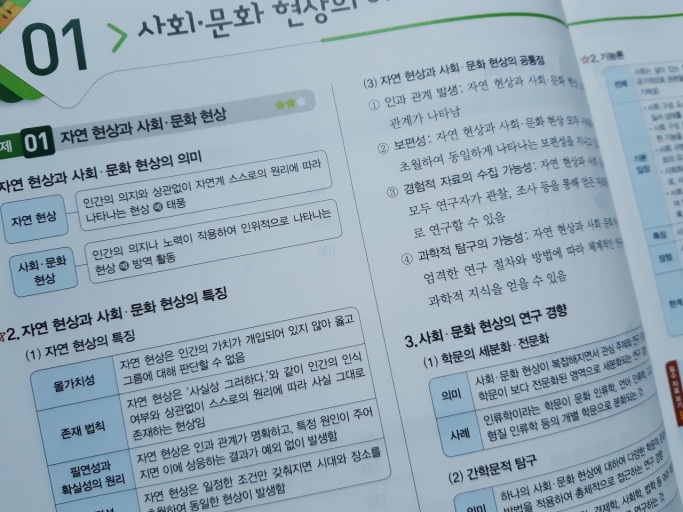 01
사회·문화 현상의
제 01 자연 현상과 사회·문화 현상
자연 현상과 사회·문화 현상의 의미
자연 현상
인간의 의지와 상관없이 자연계 스스로의 원리에 따라
나타나는 현상 예 태풍
사회·문화
현상
인간의 의지나 노력이 작용하여 인위적으로 나타나는
현상 예 방역 활동
2. 자연 현상과 사회·문화 현상의 특징
(1) 자연 현상의 특징
몰가치성
자연 현상은 인간의 가치가 개입되어 있지 않아 옳고
그름에 대해 판단할 수 없음
존재 법칙
자연 현상은 '사실상 그러하다.'와 같이 인간의 인식
여부와 상관없이 스스로의 원리에 따라 사실 그대로
존재하는 현상임
필연성과
확실성의 원리
자연 현상은 인과 관계가 명확하고, 특정 원인이 주어
지면 이에 상응하는 결과가 예외 없이 발생함
자연 현상은 일정한 조건만 갖춰지면 시대와 장소를
초월하여 동일한 현상이 발생함
(3) 자연 현상과 사회·문화 현상의 공통점
① 인과 관계 발생: 자연 현상과 사회·문화 현상
관계가 나타남
② 보편성: 자연 현상과 사회·문화 현상 모두
초월하여 동일하게 나타나는 보편성을
③ 경험적 자료의 수집 가능성: 자연 현상과
모두 연구자가 관찰, 조사 등을 통해 얻은
로 연구할 수 있음
④ 과학적 탐구의 가능성: 자연 현상과 사회·문화
엄격한 연구 절차와 방법에 따라 체계적인
과학적 지식을 얻을 수 있음
3. 사회·문화 현상의 연구 경향
(1) 학문의 세분화·전문화
의미
사회·문화 현상이 복잡해지면서 관심 주제와 연구
학문이 보다 전문화된 영역으로 세분화되는 연구 경향
사례
인류학이라는 학문이 문화 인류학, 언어 인류학,
형질 인류학 등의 개별 학문으로 분화되는 것
(2) 간학문적 탐구
의미
하나의 사회·문화 현상에 대하여 다양한 학문의
방법을 적용하여 총체적으로 접근하는 연구 경향
경제학, 사회학, 법학 등
2. 기능론